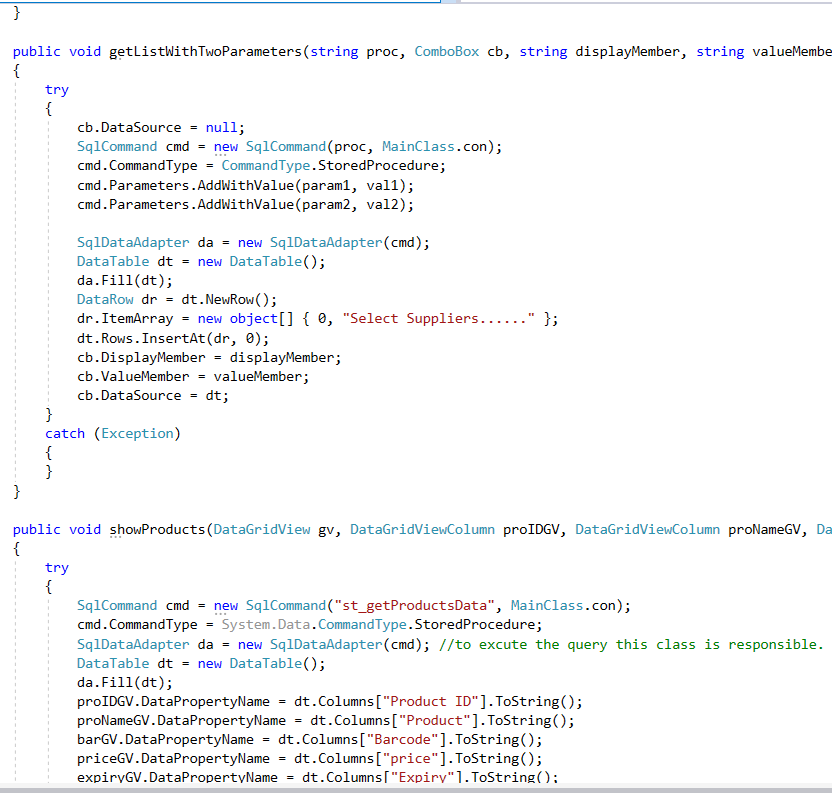 }
public void getListWithTwoParameters(string proc, ComboBox cb, string displayMember, string valueMembe
{
try
{
cb.DataSource = null;
SqlCommand cmd = new SqlCommand(proc, MainClass.con);
cmd.CommandType = CommandType.StoredProcedure;
cmd.Parameters.AddWithValue(param1, val1);
cmd.Parameters.AddWithValue(param2, val2);
SqlDataAdapter da = new SqlDataAdapter(cmd);
DataTable dt = new DataTable();
da.Fill(dt);
DataRow dr = dt.NewRow();
dr.ItemArray = new object[] { 0, "Select Suppliers......" };
dt.Rows.InsertAt(dr, 0);
cb.DisplayMember = displayMember;
cb.ValueMember = valueMember;
cb.DataSource = dt;
}
catch (Exception)
{
}
}
public void showProducts(DataGridView gv, DataGridViewColumn proIDGV, DataGridViewColumn proNameGV, Da
{
try
{
SqlCommand cmd = new SqlCommand("st_getProductsData", MainClass.con);
cmd.CommandType = System.Data.CommandType.StoredProcedure;
SqlDataAdapter da = new SqlDataAdapter(cmd); //to excute the query this class is responsible.
DataTable dt = new DataTable();
da.Fill(dt);
proIDGV.DataPropertyName = dt.Columns["Product ID"].ToString();
proNameGV.DataPropertyName = dt.Columns["Product"].ToString();
barGV.DataPropertyName = dt.Columns["Barcode"].ToString();
priceGV.DataPropertyName = dt.Columns["price"].ToString();
expiryGV.DataPropertyName = dt.Columns["Expiry"].ToString();